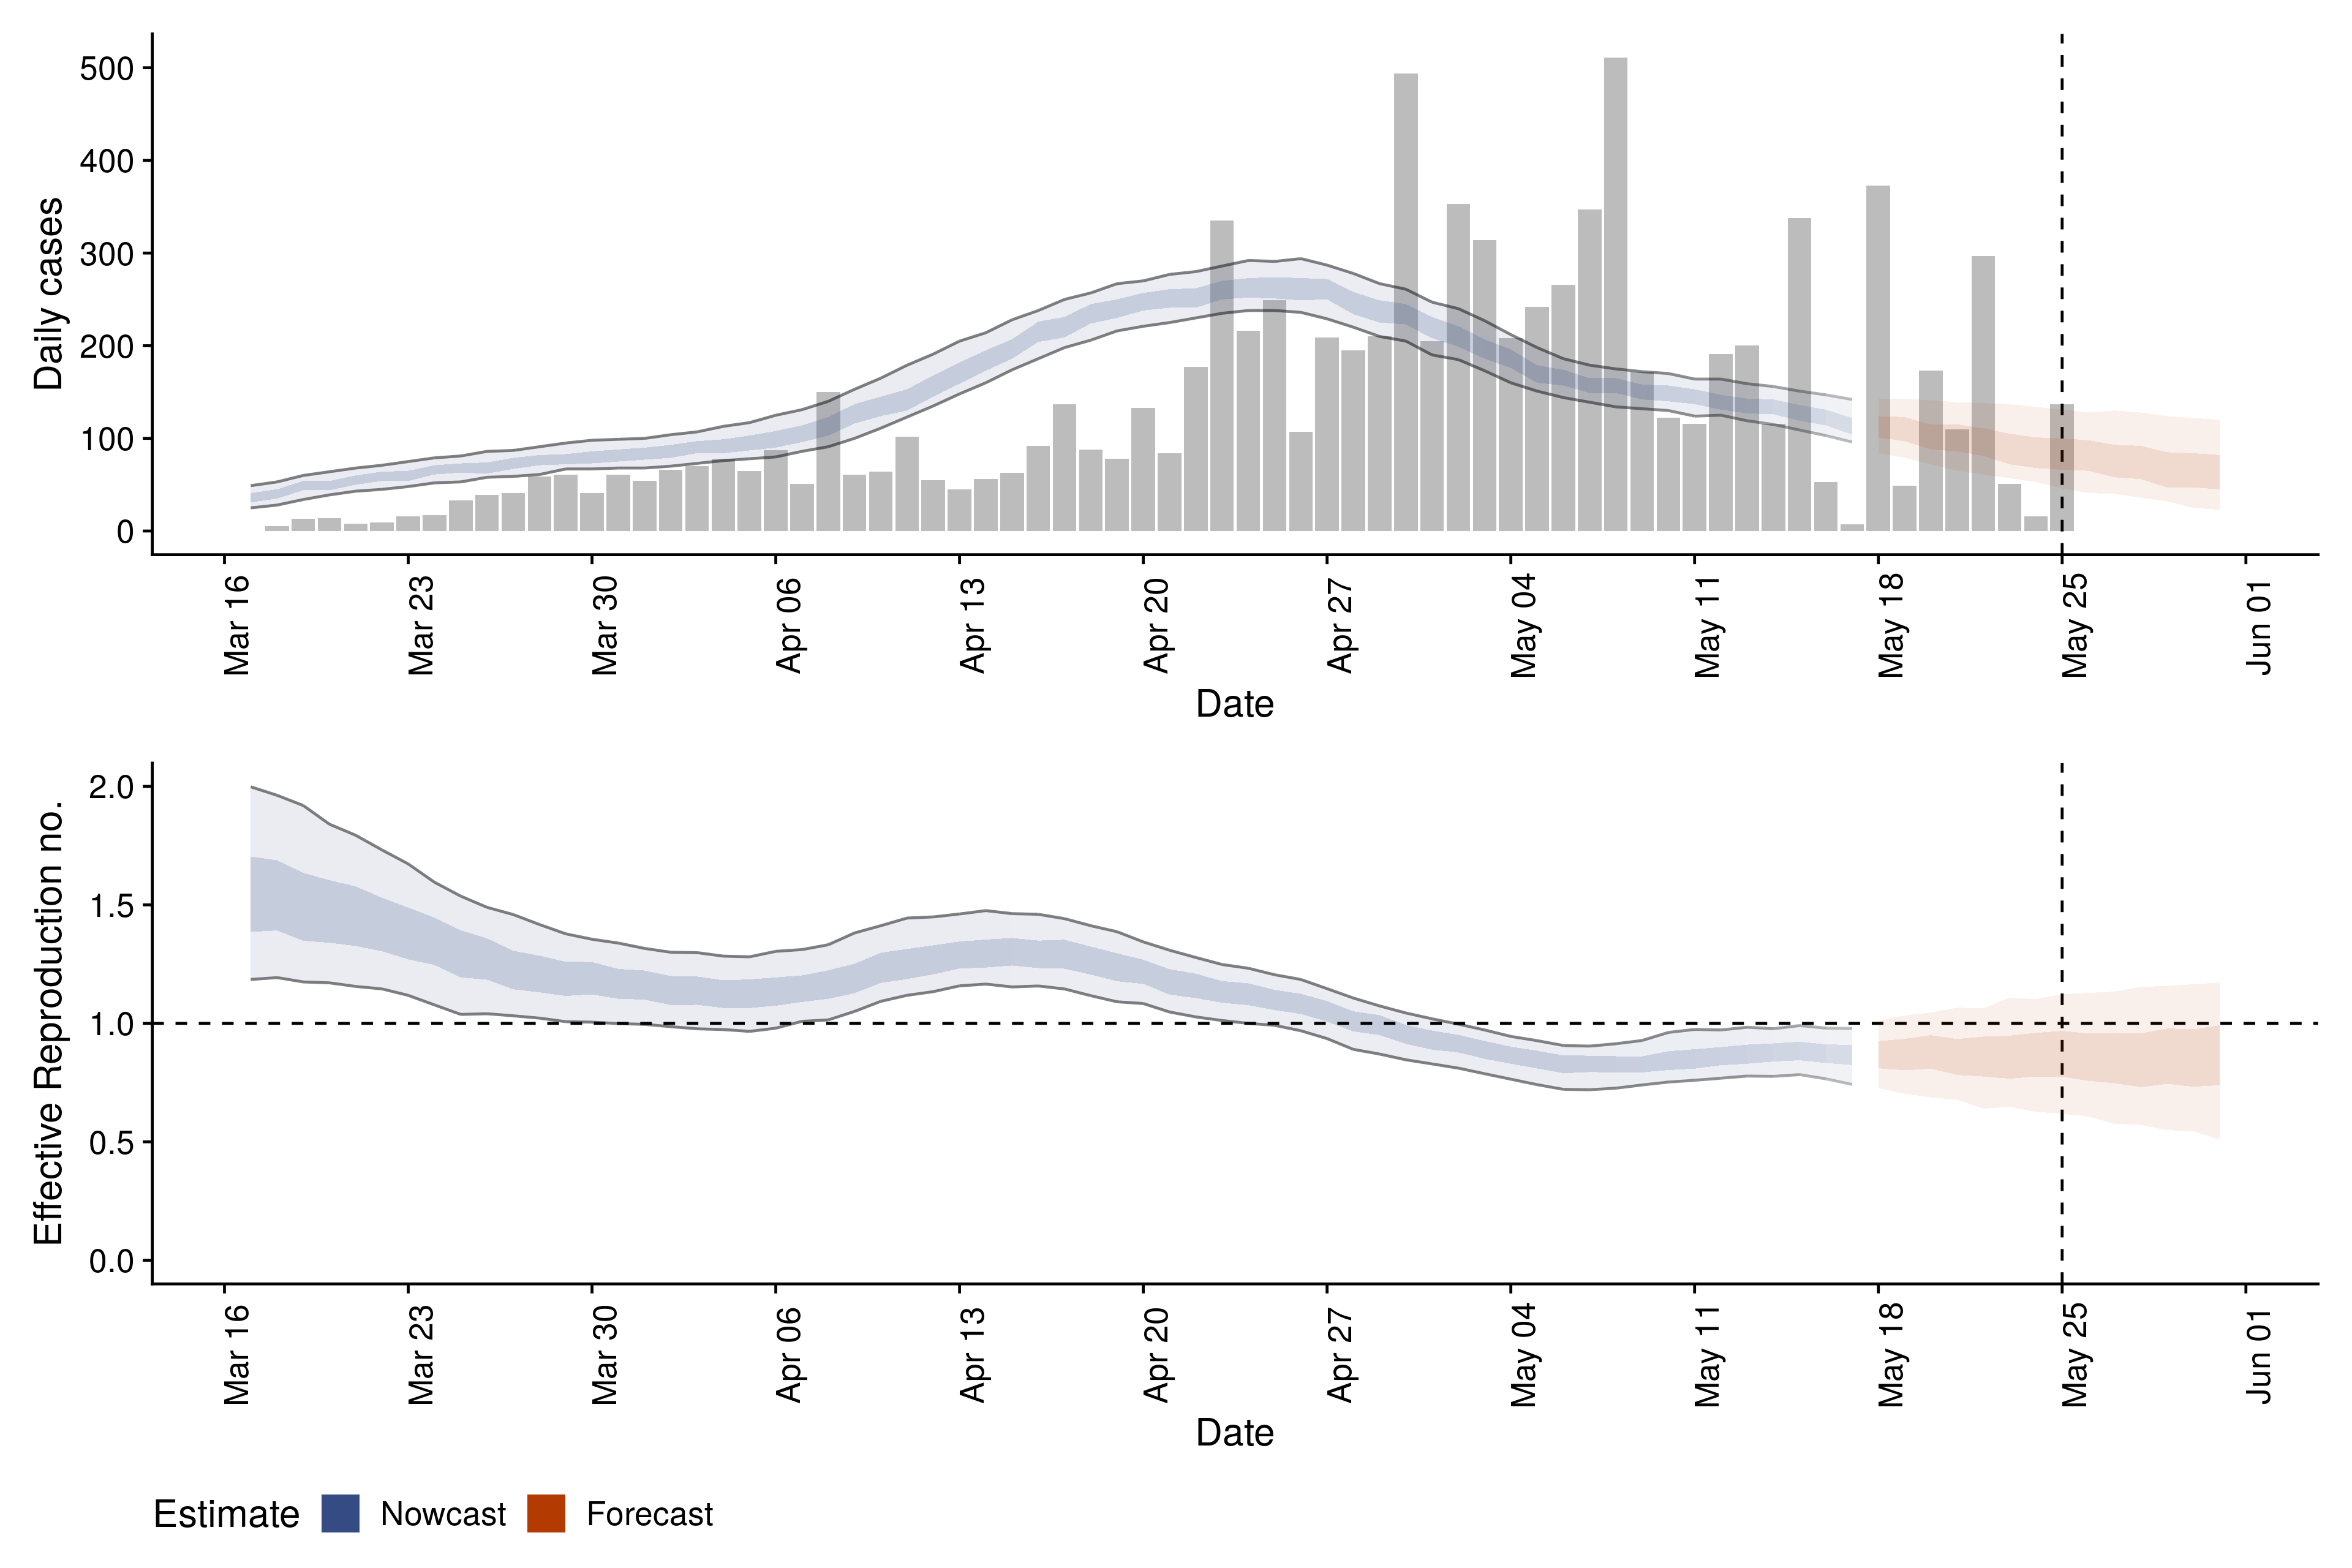 Daily cases
500
400
300
200
100
0
Mar 16
Mar 23
Mar 30
Apr 06
Apr 13
Apr 20
Apr 27
May 04
May 11
May 18
May 25
Jun 01
Date
Effective Reproduction no.
2.0
1.5
1.0
0.5
0.0
Mar 16
Mar 23
Mar 30
Apr 06
Apr 13
Apr 20
Apr 27
May 04
May 11
May 18
May 25
Jun 01
Date
Estimate Nowcast Forecast